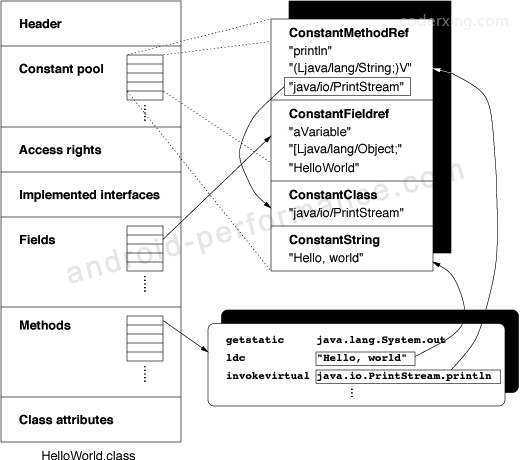 coderxing.com
Header
Constant pool
Access rights
Implemented interfaces
Fields
Methods
Class attributes
HelloWorld.class
ConstantMethodRef
"println"
"(Ljava/lang/String;)V"
"java/io/PrintStream"
ConstantFieldref
"aVariable"
"[Ljava/lang/Object;"
"HelloWorld"
ConstantClass
"java/io/PrintStream"
ConstantString
"Hello, world"
android-performance.com
getstatic java.lang.System.out
ldc "Hello, world"
invokevirtual java.io.PrintStream.println